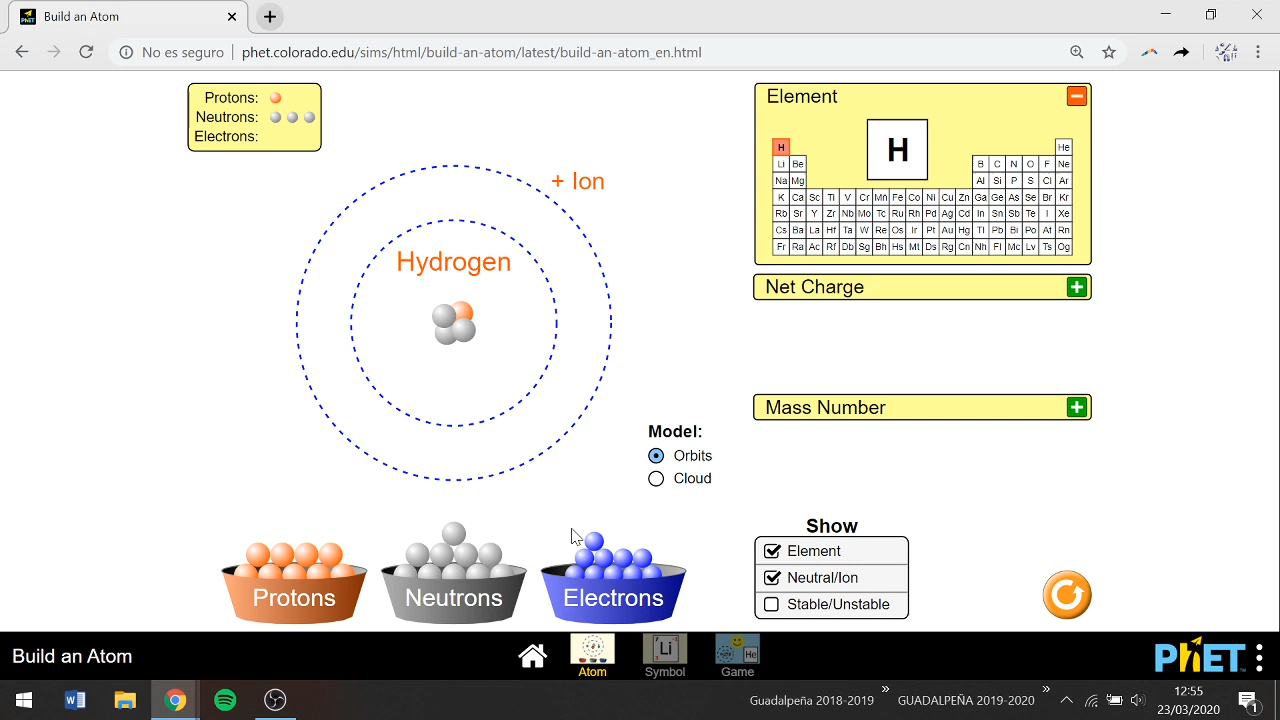 Build an Atom
No es seguro | phet.colorado.edu/sims/html/build-an-atom/latest/build-an-atom_en.html
Protons:
Neutrons:
Electrons:
+ Ion
Hydrogen
Element
H
H He
Li Be B C N O F Ne
Na Mg Al Si P S Cl Ar
K Ca Sc Ti V Cr Mn Fe Co Ni Cu Zn Ga Ge As Se Br Kr
Rb Sr Y Zr Nb Mo Tc Ru Rh Pd Ag Cd In Sn Sb Te I Xe
Cs Ba La Hf Ta W Re Os Ir Pt Au Hg Tl Pb Bi Po At Rn
Fr Ra Ac Rf Db Sg Bh Hs Mt Ds Rg Cn Nh Fl Mc Lv Ts Og
Net Charge
Mass Number
Model:
Orbits
Cloud
Protons
Neutrons
Electrons
Show
Element
Neutral/Ion
Stable/Unstable
Build an Atom
Atom
Li
Symbol
He
Game
PhET
Guadalpeña 2018-2019
GUADALPEÑA 2019-2020
12:55
23/03/2020
1